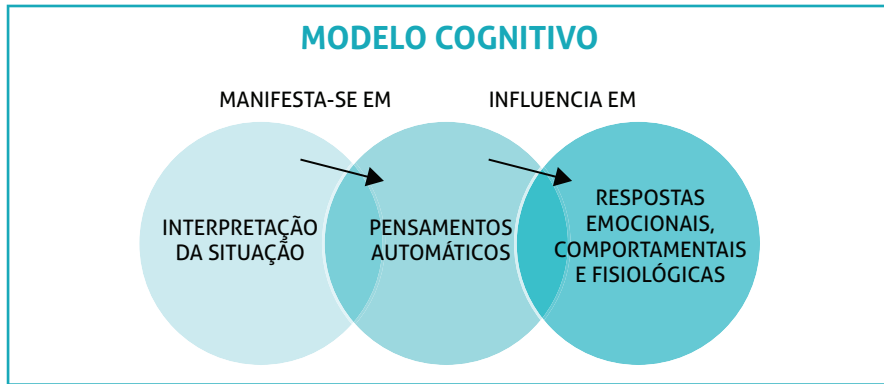 MODELO COGNITIVO
MANIFESTA-SE EM
INFLUENCIA EM
INTERPRETAÇÃO
DA SITUAÇÃO
PENSAMENTOS
AUTOMÁTICOS
RESPOSTAS
EMOCIONAIS,
COMPORTAMENTAIS
E FISIOLÓGICAS